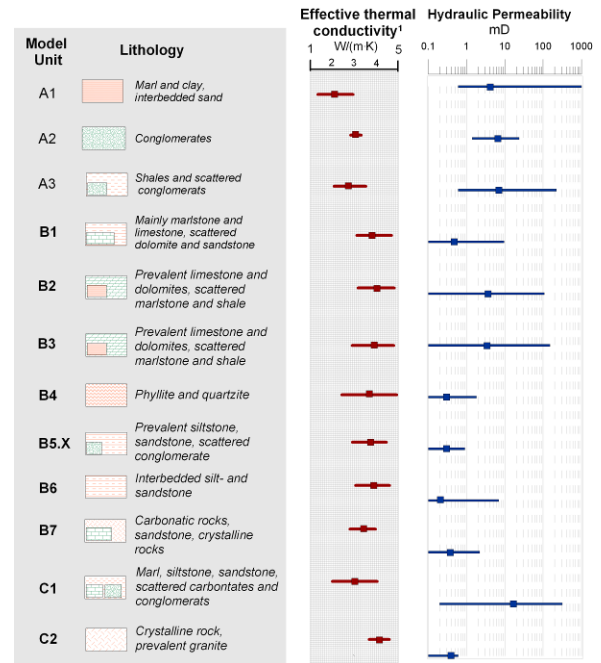 Effective thermal
conductivity¹
W/(m K)
1 5
2 3 4
Hydraulic Permeability
mD
0.1 1 10 100 1000
Model
Unit
Lithology
A1
Marl and clay,
interbedded sand
A2
Conglomerates
A3
Shales and scattered
conglomerats
B1
Mainly marlstone and
limestone, scattered
dolomite and sandstone
B2
Prevalent limestone and
dolomites, scattered
marlstone and shale
B3
Prevalent limestone and
dolomites, scattered
marlstone and shale
B4
Phyllite and quartzite
B5.X
Prevalent siltstone,
sandstone, scattered
conglomerate
B6
Interbedded silt- and
sandstone
B7
Carbonatic rocks,
sandstone, crystalline
rocks
C1
Marl, siltstone, sandstone,
scattered carbontates and
conglomerats
C2
Crystalline rock,
prevalent granite